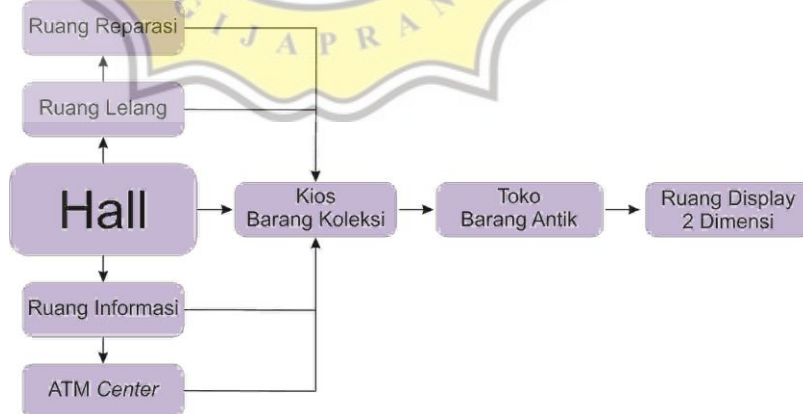 Ruang Reparasi
GIJAPRAN
Ruang Lelang
Hall
Kios
Barang Koleksi
Toko
Barang Antik
Ruang Display
2 Dimensi
Ruang Informasi
ATM Center